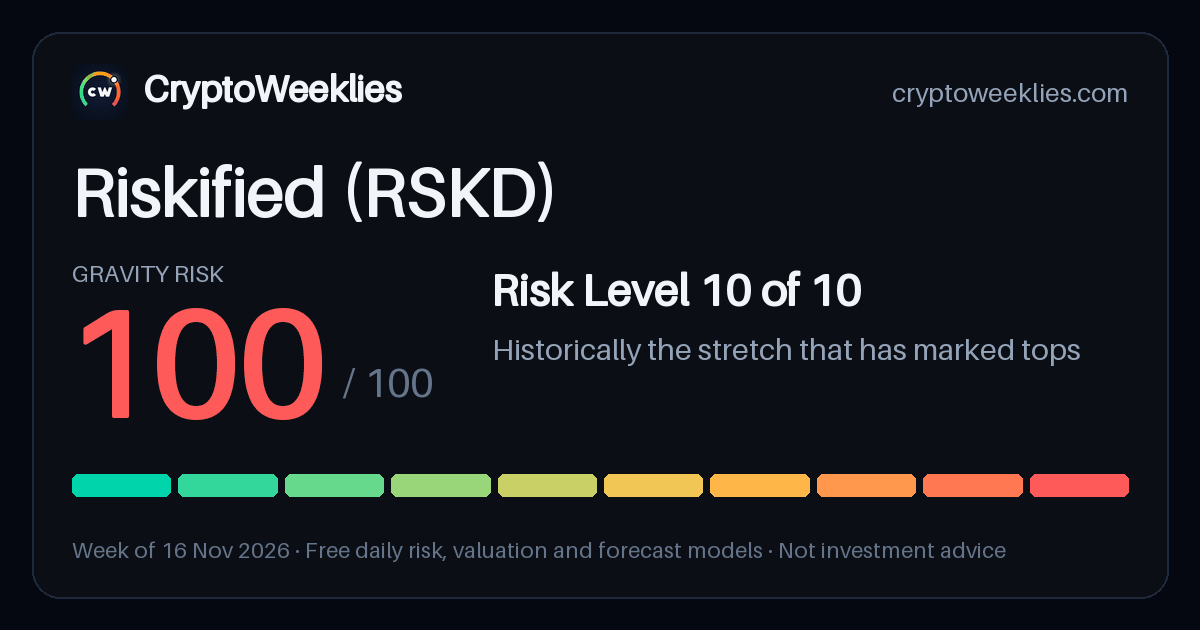 CW
CryptoWeeklies
cryptoweeklies.com
Riskified (RSKD)
GRAVITY RISK
100 / 100
Risk Level 10 of 10
Historically the stretch that has marked tops
Week of 16 Nov 2026 · Free daily risk, valuation and forecast models · Not investment advice